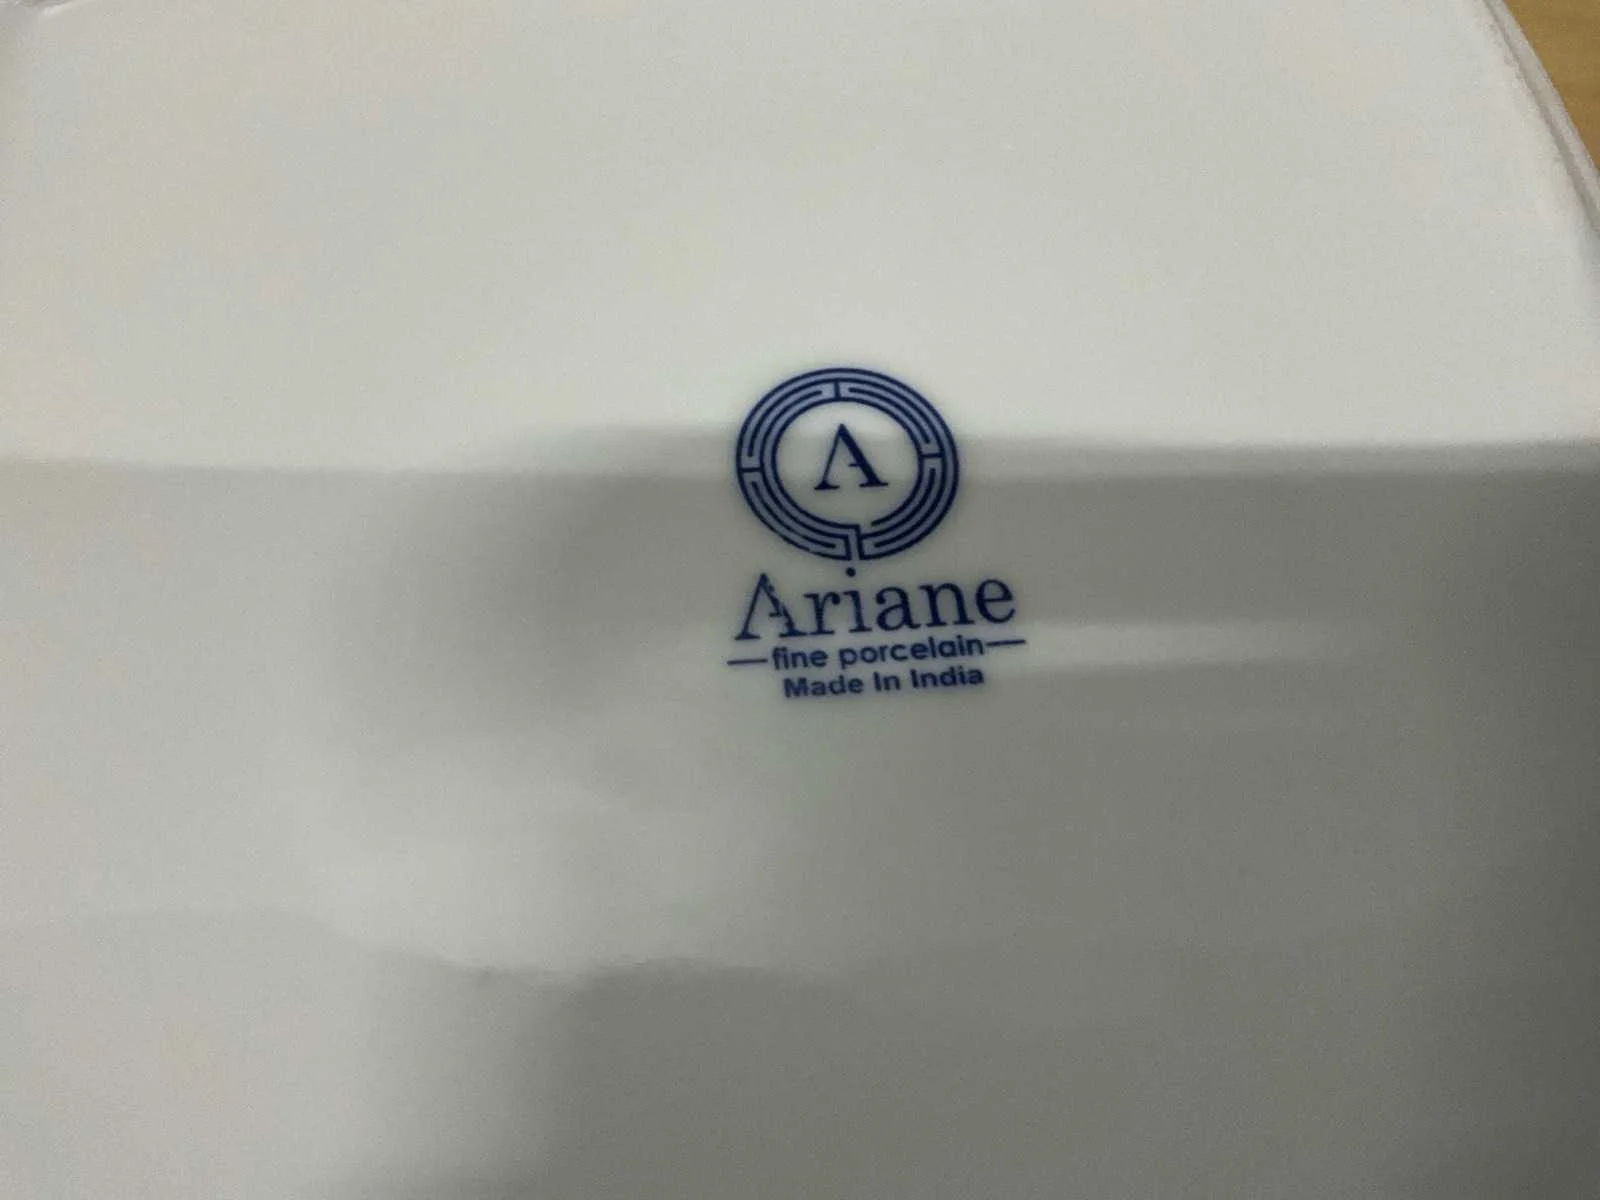 A
Ariane
fine porcelain
Made In India